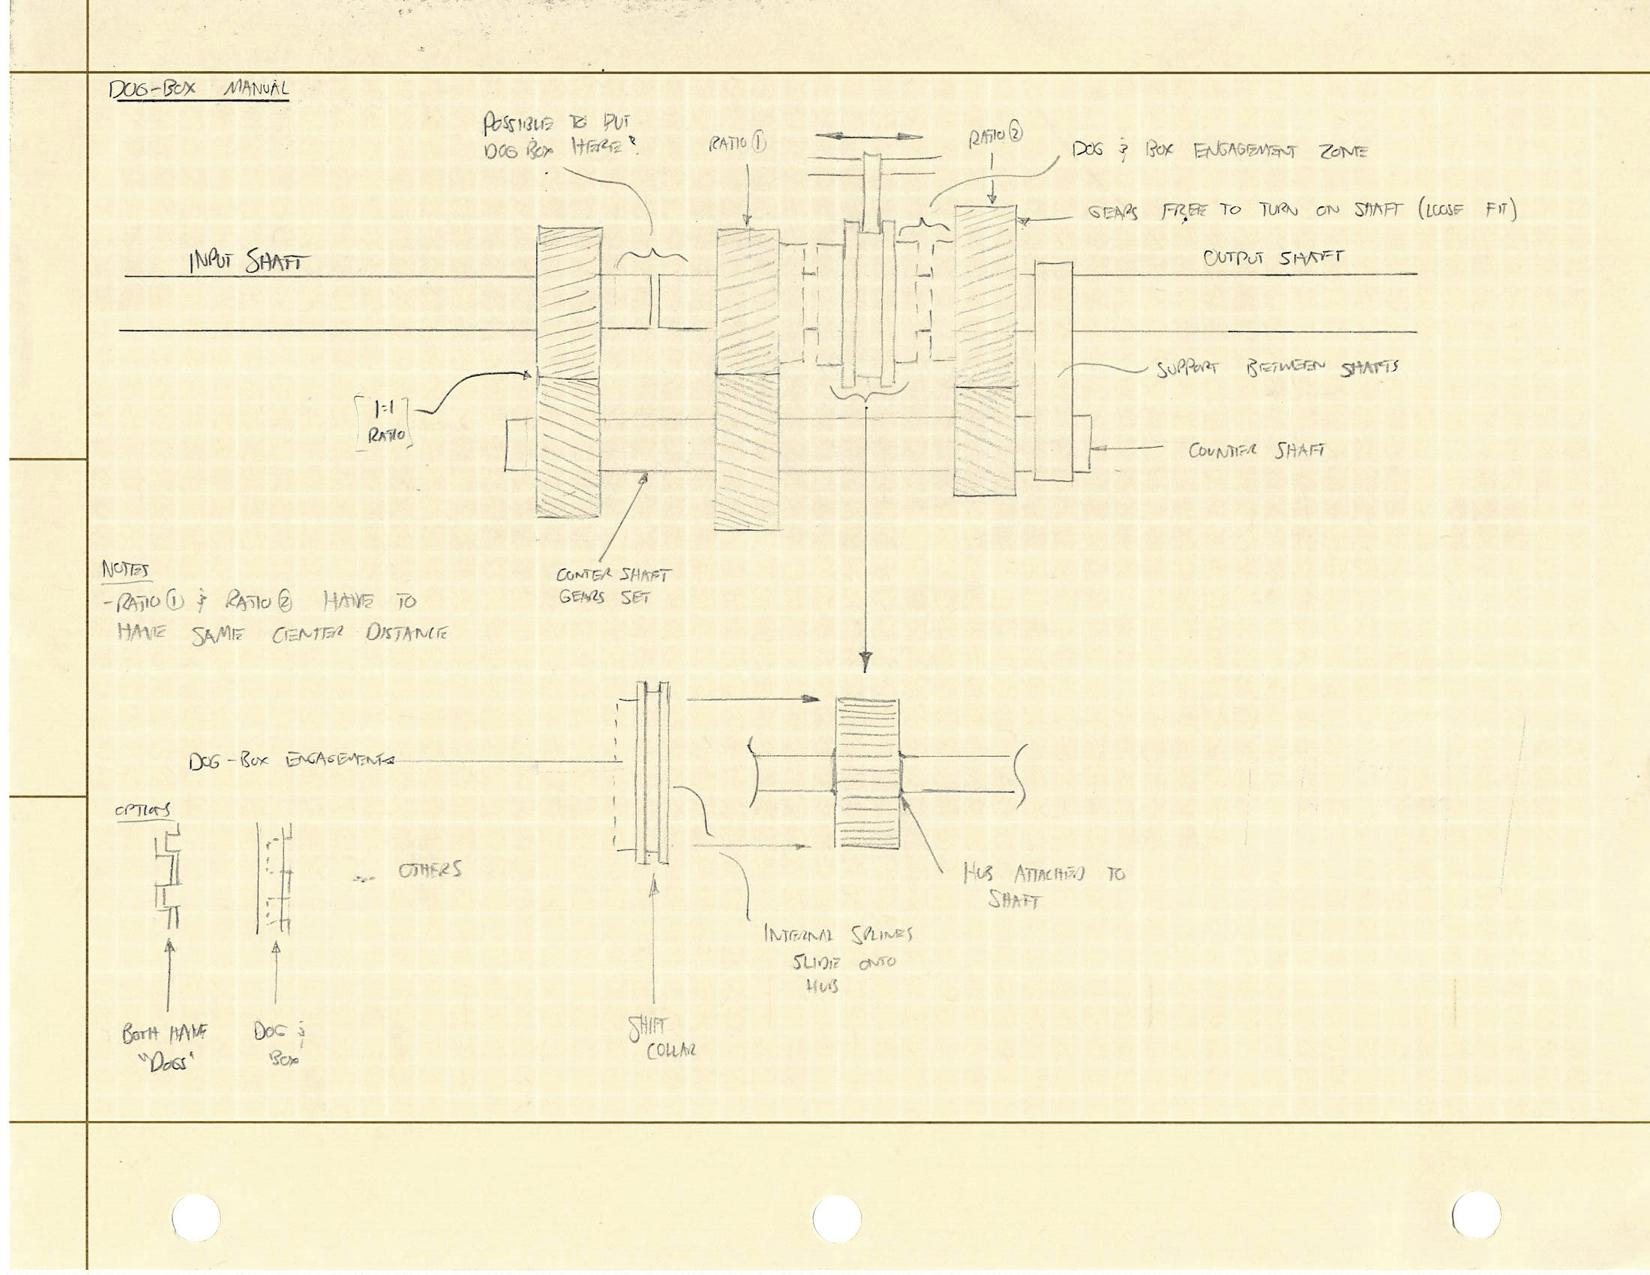 DOG-BOX MANUAL
POSSIBLE TO PUT
DOG BOX HERE?
RATIO ①
RATIO ②
DOG & BOX ENGAGEMENT ZONE
GEARS FREE TO TURN ON SHAFT (LOOSE FIT)
INPUT SHAFT
OUTPUT SHAFT
1=1
RATIO
SUPPORT BETWEEN SHAFTS
COUNTER SHAFT
CONTER SHAFT
GEARS SET
NOTES
-RATIO ① & RATIO ② HAVE TO
HAVE SAME CENTER DISTANCE
DOG-BOX ENGAGEMENT
OPTIONS
... OTHERS
HUB ATTACHED TO
SHAFT
INTERNAL SPLINES
SLIDE ONTO
HUB
BOTH HAVE
"DOGS"
DOG &
BOX
SHIFT
COLLAR